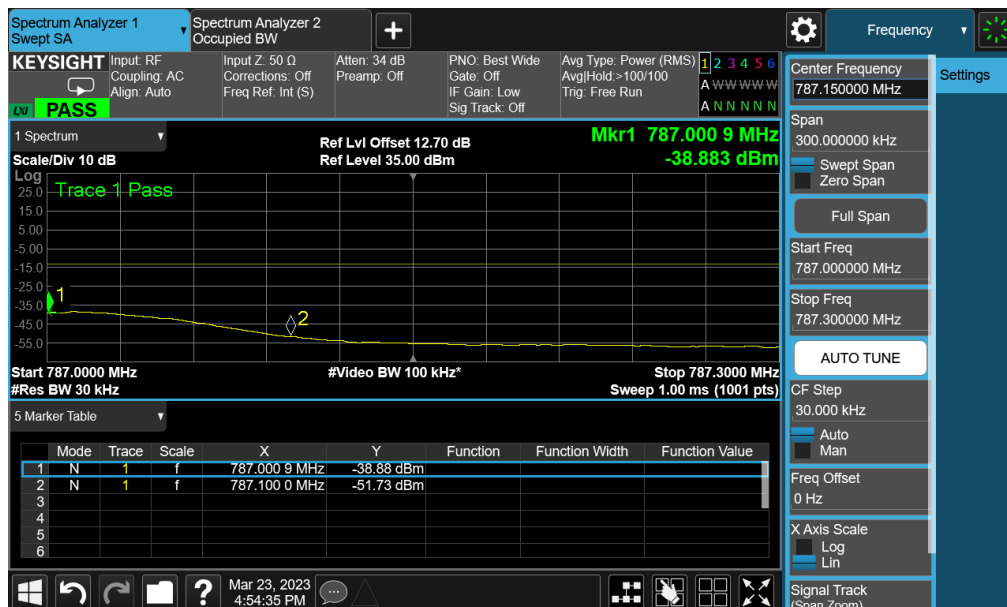 Spectrum Analyzer 1
Swept SA
Spectrum Analyzer 2
Occupied BW
Frequency
KEYSIGHT
LXI
PASS
Input: RF
Coupling: AC
Align: Auto
Input Z: 50 Ω
Corrections: Off
Freq Ref: Int (S)
Atten: 34 dB
Preamp: Off
PNO: Best Wide
Gate: Off
IF Gain: Low
Sig Track: Off
Avg Type: Power (RMS)
Avg|Hold:>100/100
Trig: Free Run
1 2 3 4 5 6
A W W W W W
A N N N N N
1 Spectrum
Scale/Div 10 dB
Ref Lvl Offset 12.70 dB
Ref Level 35.00 dBm
Mkr1 787.000 9 MHz
-38.883 dBm
Log
Trace 1 Pass
25.0
15.0
5.00
-5.00
-15.0
-25.0
-35.0
-45.0
-55.0
1
2
Start 787.0000 MHz
#Res BW 30 kHz
#Video BW 100 kHz*
Stop 787.3000 MHz
Sweep 1.00 ms (1001 pts)
5 Marker Table
Mode Trace Scale X Y Function Function Width Function Value
1 N 1 f 787.000 9 MHz -38.88 dBm
2 N 1 f 787.100 0 MHz -51.73 dBm
3
4
5
6
Mar 23, 2023
4:54:35 PM
Center Frequency
787.150000 MHz
Span
300.000000 kHz
Swept Span
Zero Span
Full Span
Start Freq
787.000000 MHz
Stop Freq
787.300000 MHz
AUTO TUNE
CF Step
30.000 kHz
Auto
Man
Freq Offset
0 Hz
X Axis Scale
Log
Lin
Signal Track
(Span Zoom)
Settings